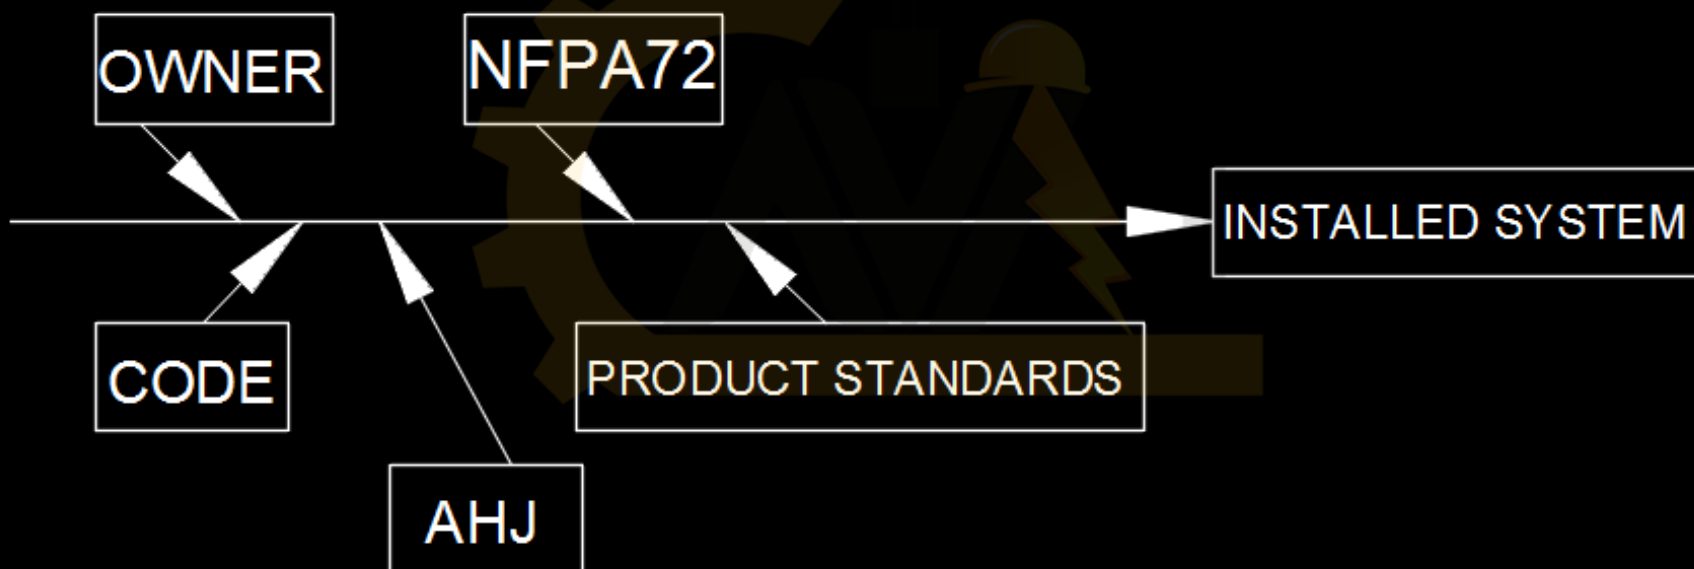 OWNER
NFPA72
INSTALLED SYSTEM
CODE
PRODUCT STANDARDS
AHJ